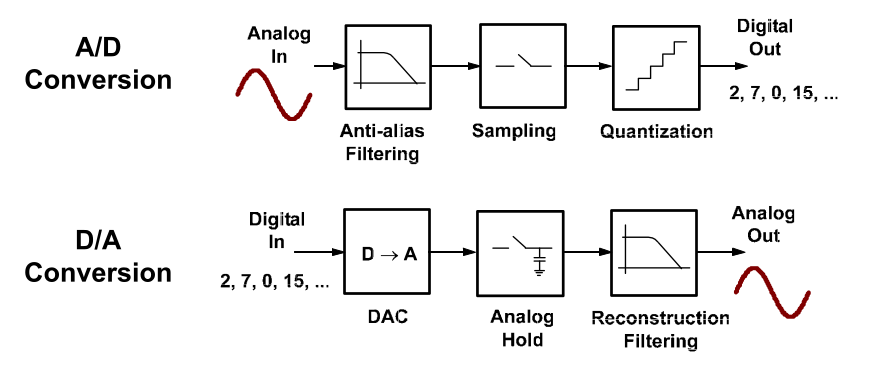 A/D
Conversion
Analog
In
Anti-alias
Filtering
Sampling
Quantization
Digital
Out
2, 7, 0, 15, ...
D/A
Conversion
Digital
In
2, 7, 0, 15, ...
D → A
DAC
Analog
Hold
Reconstruction
Filtering
Analog
Out